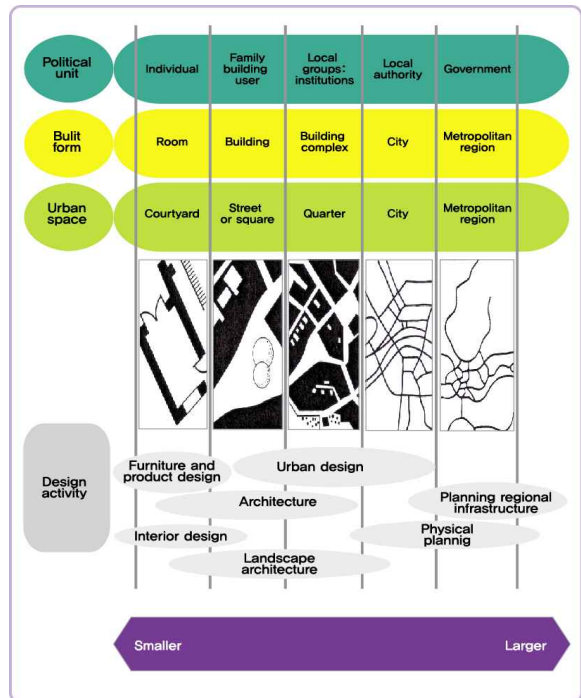 Political
unit
Individual
Family
building
user
Local
groups:
institutions
Local
authority
Government
Bulit
form
Room
Building
Building
complex
City
Metropolitan
region
Urban
space
Courtyard
Street
or square
Quarter
City
Metropolitan
region
Design
activity
Furniture and
product design
Urban design
Architecture
Planning regional
infrastructure
Interior design
Physical
plannig
Landscape
architecture
Smaller
Larger